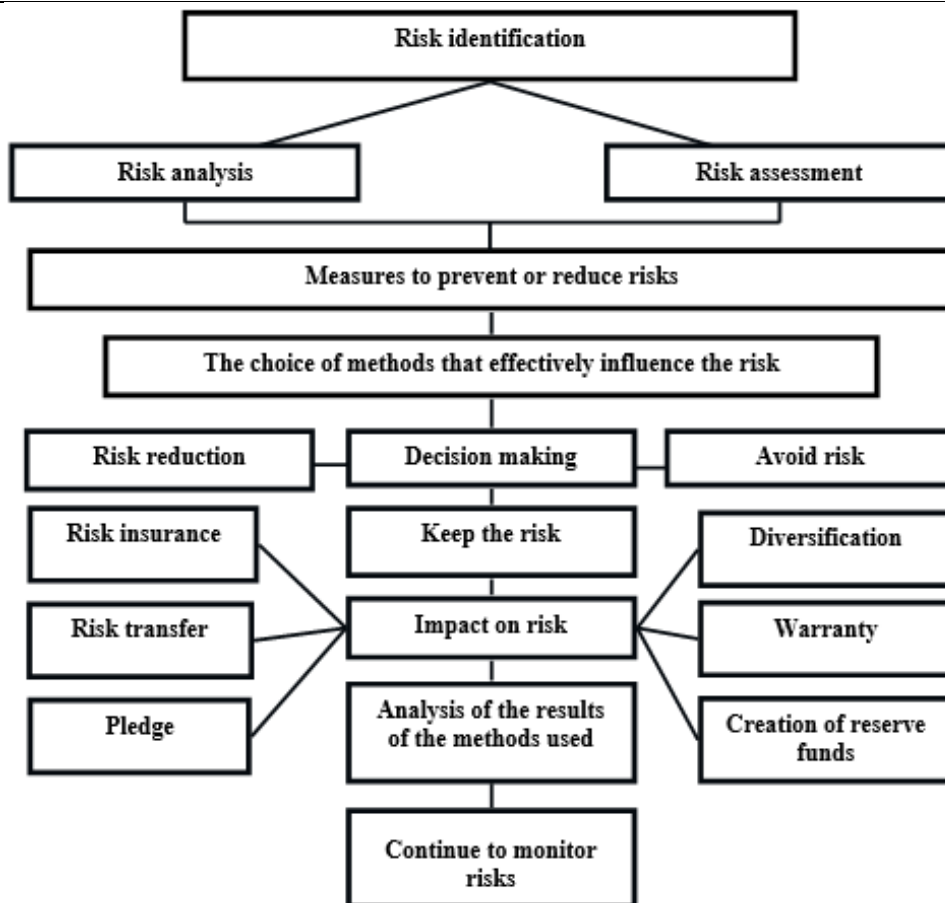 Risk identification
Risk analysis
Risk assessment
Measures to prevent or reduce risks
The choice of methods that effectively influence the risk
Risk reduction
Decision making
Avoid risk
Risk insurance
Keep the risk
Diversification
Risk transfer
Impact on risk
Warranty
Pledge
Analysis of the results
of the methods used
Creation of reserve
funds
Continue to monitor
risks